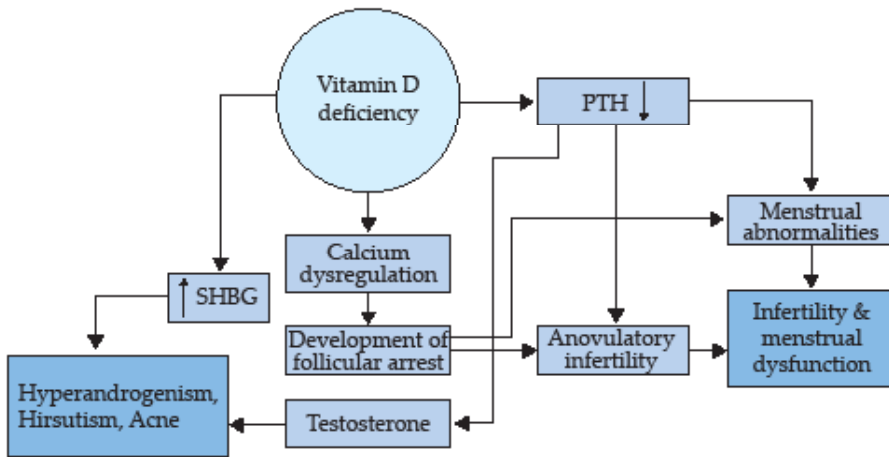 Vitamin D
deficiency
PTH ↓
Menstrual
abnormalities
Calcium
dysregulation
↑ SHBG
Development of
follicular arrest
Anovulatory
infertility
Infertility &
menstrual
dysfunction
Hyperandrogenism,
Hirsutism, Acne
Testosterone